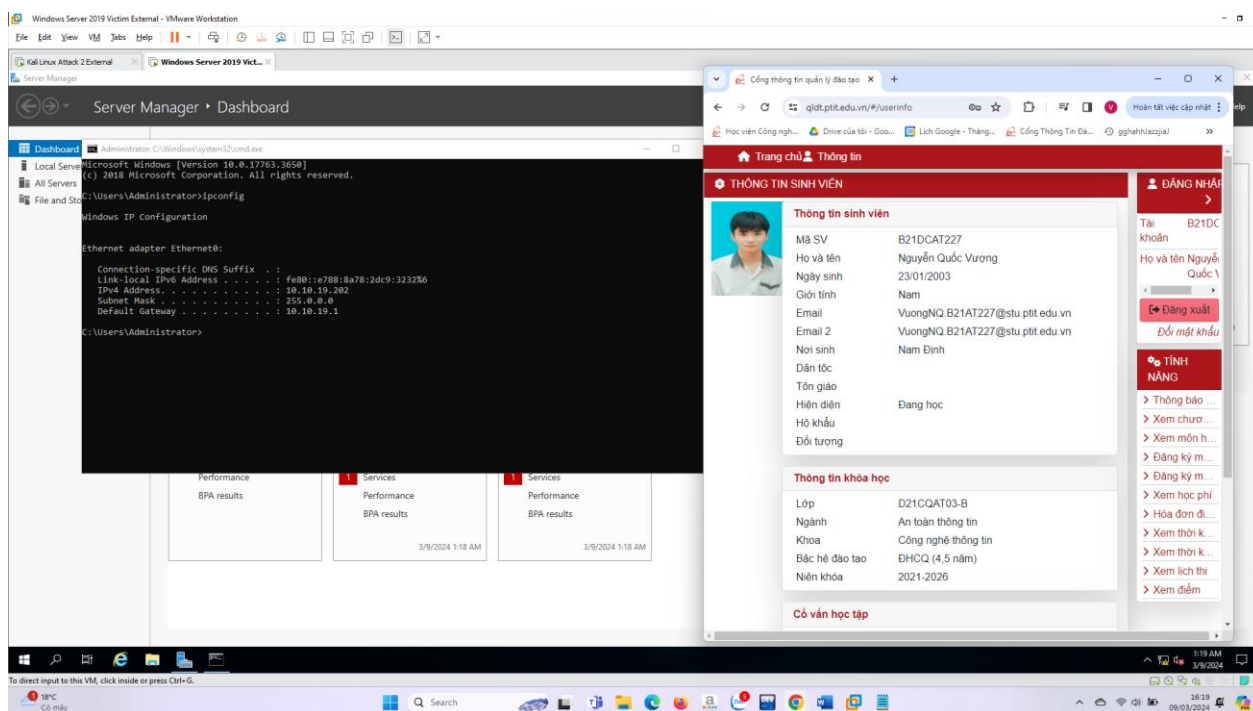 Windows Server 2019 Victim External - VMware Workstation
File Edit View VM Tabs Help
Kali Linux Attack 2 External
Windows Server 2019 Vict...
Server Manager
Server Manager • Dashboard
Dashboard
Local Serve
All Servers
File and Sto
Administrator: C:\Windows\system32\cmd.exe
Microsoft Windows [Version 10.0.17763.3650]
(c) 2018 Microsoft Corporation. All rights reserved.
C:\Users\Administrator>ipconfig
Windows IP Configuration
Ethernet adapter Ethernet0:
Connection-specific DNS Suffix . :
Link-local IPv6 Address . . . . . : fe80::e788:8a78:2dc9:3232%6
IPv4 Address. . . . . . . . . . . : 10.10.19.202
Subnet Mask . . . . . . . . . . . : 255.0.0.0
Default Gateway . . . . . . . . . : 10.10.19.1
C:\Users\Administrator>
Performance
BPA results
1 Services
Performance
BPA results
3/9/2024 1:18 AM
1 Services
Performance
BPA results
3/9/2024 1:18 AM
Cổng thông tin quản lý đào tạo
qldt.ptit.edu.vn/#/userinfo
V
Hoàn tất việc cập nhật
elp
Học viện Công ngh...
Drive của tôi - Goo...
Lịch Google - Tháng...
Cổng Thông Tin Đà...
Trang chủ Thông tin
THÔNG TIN SINH VIÊN
Thông tin sinh viên
Mã SV B21DCAT227
Họ và tên Nguyễn Quốc Vượng
Ngày sinh 23/01/2003
Giới tính Nam
Email VuongNQ.B21AT227@stu.ptit.edu.vn
Email 2 VuongNQ.B21AT227@stu.ptit.edu.vn
Nơi sinh Nam Định
Dân tộc
Tôn giáo
Hiện diện Đang học
Hộ khẩu
Đối tượng
Thông tin khóa học
Lớp D21CQAT03-B
Ngành An toàn thông tin
Khoa Công nghệ thông tin
Bậc hệ đào tạo ĐHCQ (4,5 năm)
Niên khóa 2021-2026
Cố vấn học tập
ĐĂNG NHẬP
Tài khoản B21DC
Họ và tên Nguyễ
Quốc V
Đăng xuất
Đổi mật khẩu
TÍNH NĂNG
Thông báo ...
Xem chươ...
Xem môn h...
Đăng ký m...
Đăng ký m...
Xem học phí
Hóa đơn đi...
Xem thời k...
Xem thời k...
Xem lịch thi
Xem điểm
1:19 AM
3/9/2024
To direct input to this VM, click inside or press Ctrl+G.
1
18°C
Có mây
Search
16:19
09/03/2024